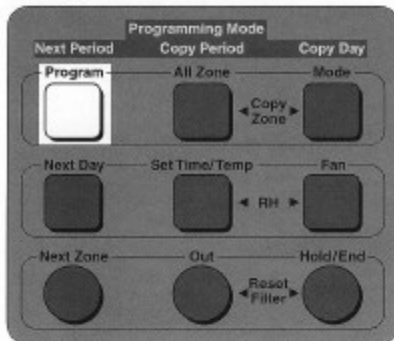 Programming Mode
Next Period Copy Period Copy Day
Program All Zone Mode
Copy
Zone
Next Day Set Time/Temp Fan
RH
Next Zone Out Hold/End
Reset
Filter